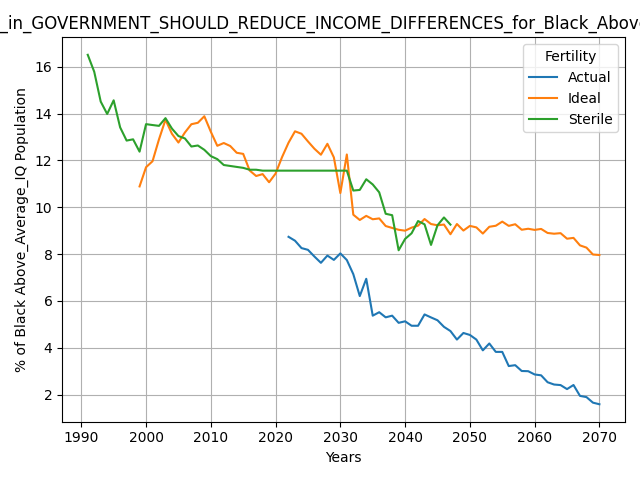 _in_GOVERNMENT_SHOULD_REDUCE_INCOME_DIFFERENCES_for_Black_Above
% of Black Above_Average_IQ Population
Fertility
Actual
Ideal
Sterile
16
14
12
10
8
6
4
2
1990 2000 2010 2020 2030 2040 2050 2060 2070
Years